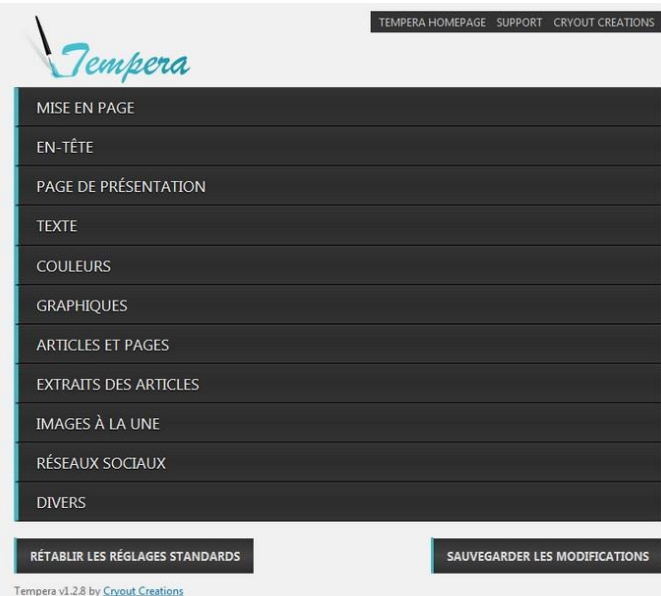 TEMPERA HOMEPAGE SUPPORT CRYOUT CREATIONS
Tempera
MISE EN PAGE
EN-TÊTE
PAGE DE PRÉSENTATION
TEXTE
COULEURS
GRAPHIQUES
ARTICLES ET PAGES
EXTRAITS DES ARTICLES
IMAGES À LA UNE
RÉSEAUX SOCIAUX
DIVERS
RÉTABLIR LES RÉGLAGES STANDARDS SAUVEGARDER LES MODIFICATIONS
Tempera v1.2.8 by Cryout Creations